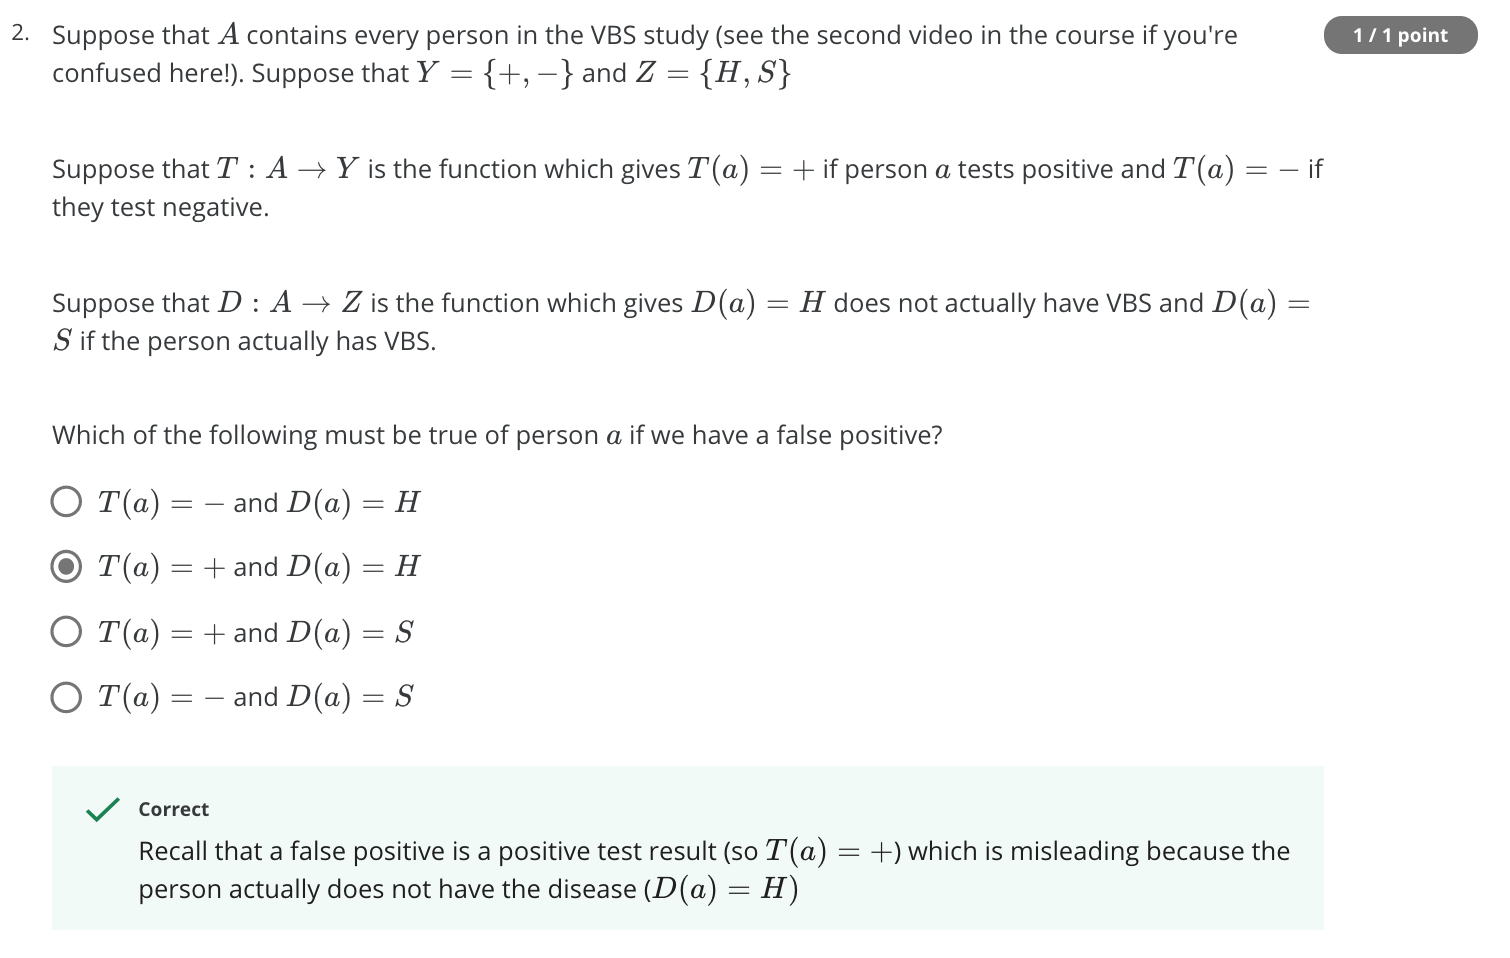 2. Suppose that A contains every person in the VBS study (see the second video in the course if you're
1 / 1 point
confused here!). Suppose that Y = {+, −} and Z = {H, S}
Suppose that T : A → Y is the function which gives T(a) = + if person a tests positive and T(a) = − if
they test negative.
Suppose that D : A → Z is the function which gives D(a) = H does not actually have VBS and D(a) =
S if the person actually has VBS.
Which of the following must be true of person a if we have a false positive?
T(a) = − and D(a) = H
T(a) = + and D(a) = H
T(a) = + and D(a) = S
T(a) = − and D(a) = S
Correct
Recall that a false positive is a positive test result (so T(a) = +) which is misleading because the
person actually does not have the disease (D(a) = H)